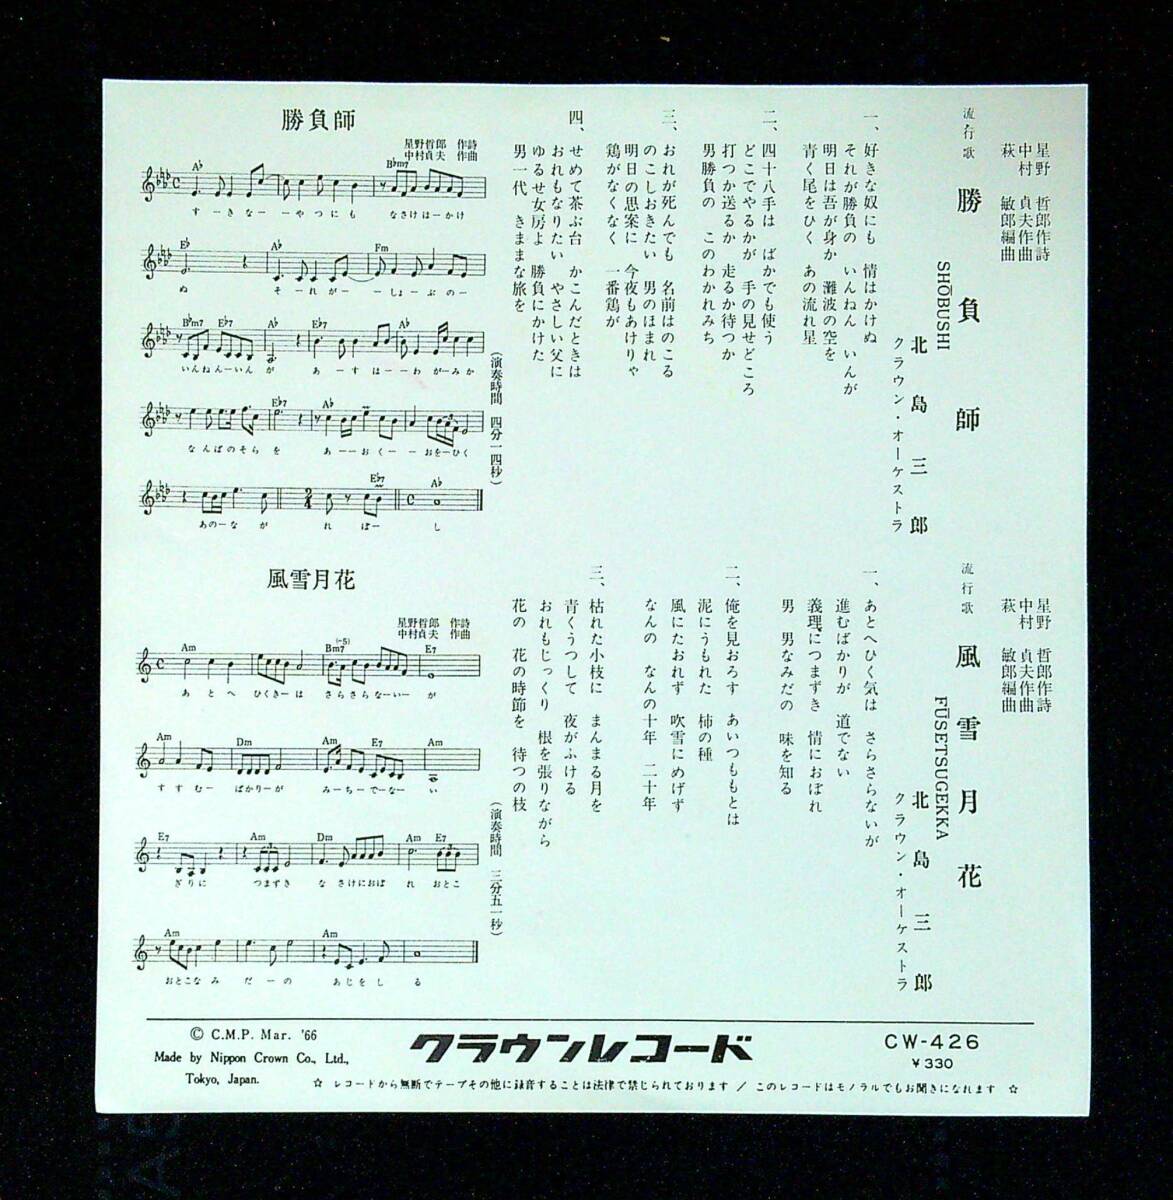 流行歌
勝負師
SHŌBUSHI
星野哲郎作詩
中村貞夫作曲
萩敏郎編曲
北島三郎
クラウン・オーケストラ
一、好きな奴にも 情はかけぬ
それが勝負の いんねん いんが
明日は吾が身か 灘波の空を
青く尾をひく あの流れ星
二、四十八手は ばかでも使う
どこでやるかが 手の見せどころ
打つか送るか 走るか待つか
男勝負の このわかれみち
三、おれが死んでも 名前はのこる
のこしおきたい 男のほまれ
明日の思案に 今夜もあけりゃ
鶏がなくなく 一番鶏が
四、せめて茶ぶ台 かこんだときは
おれもなりたい やさしい父に
ゆるせ女房よ 勝負にかけた
男一代 きままな旅を
(演奏時間 四分一四秒)
勝負師
星野哲郎 作詩
中村貞夫 作曲
A♭ B♭m7
すーきなーーやつにも なさけはーかけ
E♭ A♭ Fm
ぬ そーれがーーしょーぶのー
B♭m7 E♭7 A♭ E♭7 A♭
いんねんーいんが あーすはーーわがーみか
E♭7 A♭
なんばのそらを あーーおくーーおをーひく
E♭7 A♭
あのーなが れぼーし
流行歌
風雪月花
FŪSETSUGEKKA
星野哲郎作詩
中村貞夫作曲
萩敏郎編曲
北島三郎
クラウン・オーケストラ
一、あとへひく気は さらさらないが
進むばかりが 道でない
義理につまずき 情におぼれ
男 男なみだの 味を知る
二、俺を見おろす あいつももとは
泥にうもれた 柿の種
風にたおれず 吹雪にめげず
なんの なんの十年 二十年
三、枯れた小枝に まんまる月を
青くうつして 夜がふける
おれもじっくり 根を張りながら
花の 花の時節を 待つの枝
(演奏時間 三分五一秒)
風雪月花
星野哲郎 作詩
中村貞夫 作曲
Am Bm7(-5) E7
あとへ ひくきーは さらさらなーいーが
Am Dm Am E7 Am
すすむー ばかりーが みーちーでーなーい
E7 Am Dm Am E7
ぎりに つまずき なさけにおぼ れ おとこ
Am Am
おとこなみ だーの あじをしる
© C.M.P. Mar. '66
Made by Nippon Crown Co., Ltd.,
Tokyo, Japan.
クラウンレコード
CW-426
¥330
☆ レコードから無断でテープその他に録音することは法律で禁じられております / このレコードはモノラルでもお聞きになれます ☆